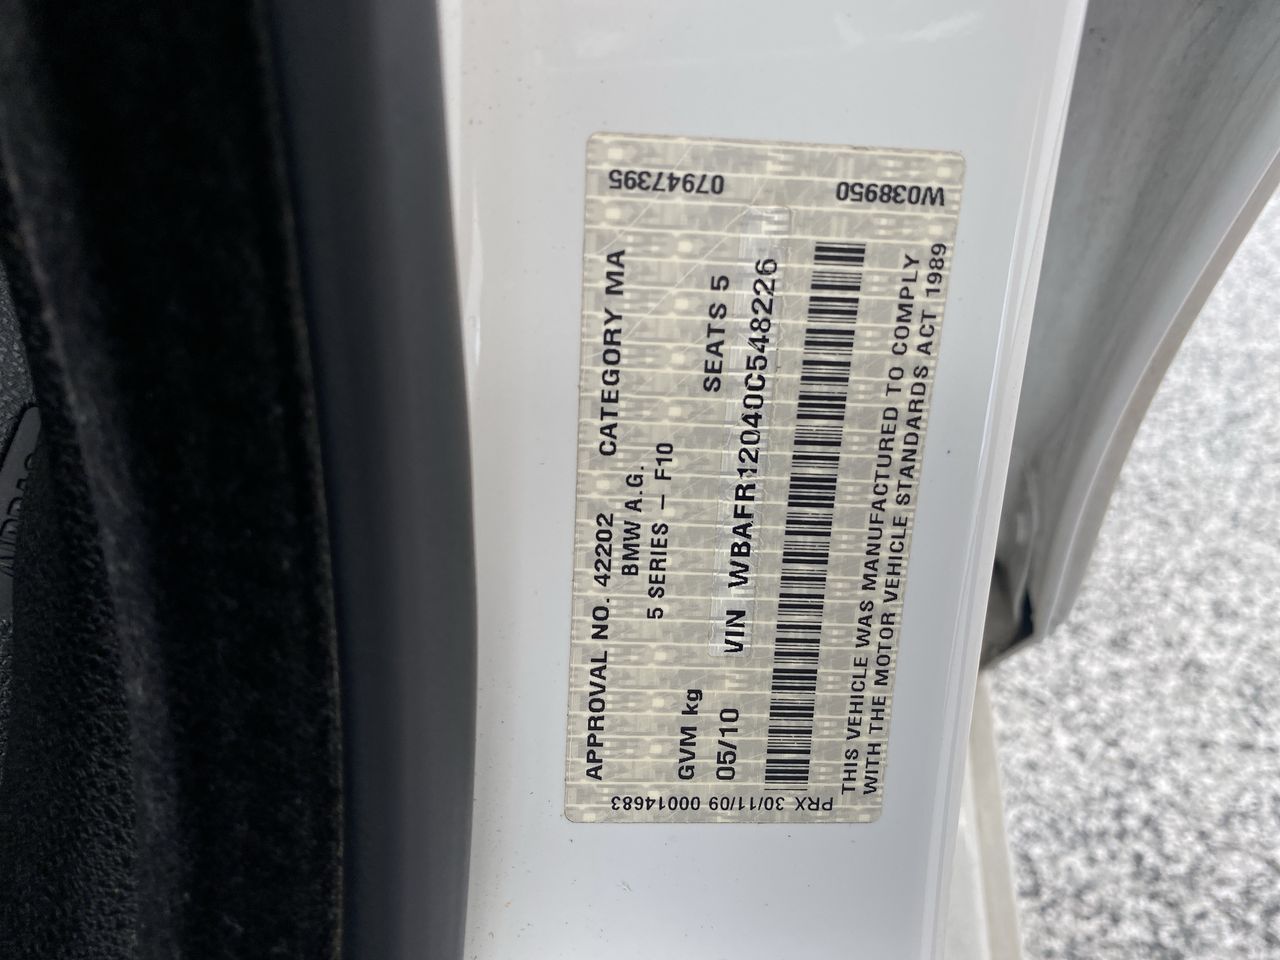 APPROVAL NO. 42202 CATEGORY MA
BMW A.G.
5 SERIES – F10
GVM kg
05/10 SEATS 5
VIN WBAFR12040C548226
THIS VEHICLE WAS MANUFACTURED TO COMPLY
WITH THE MOTOR VEHICLE STANDARDS ACT 1989
PRX 30/11/09 00014683
07947395 W038950